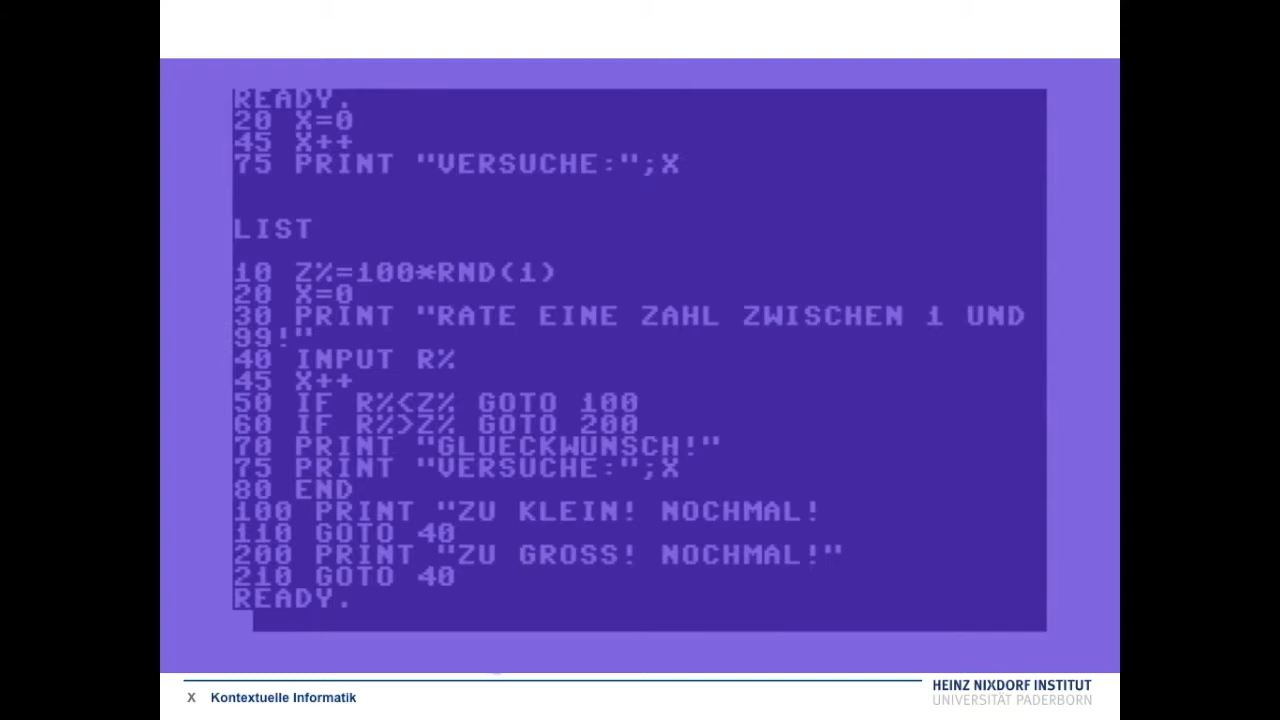 READY.
20 X=0
45 X++
75 PRINT "VERSUCHE:";X
LIST
10 Z%=100*RND(1)
20 X=0
30 PRINT "RATE EINE ZAHL ZWISCHEN 1 UND
99!"
40 INPUT R%
45 X++
50 IF R%<Z% GOTO 100
60 IF R%>Z% GOTO 200
70 PRINT "GLUECKWUNSCH!"
75 PRINT "VERSUCHE:";X
80 END
100 PRINT "ZU KLEIN! NOCHMAL!
110 GOTO 40
200 PRINT "ZU GROSS! NOCHMAL!"
210 GOTO 40
READY.
X Kontextuelle Informatik
HEINZ NIXDORF INSTITUT
UNIVERSITÄT PADERBORN